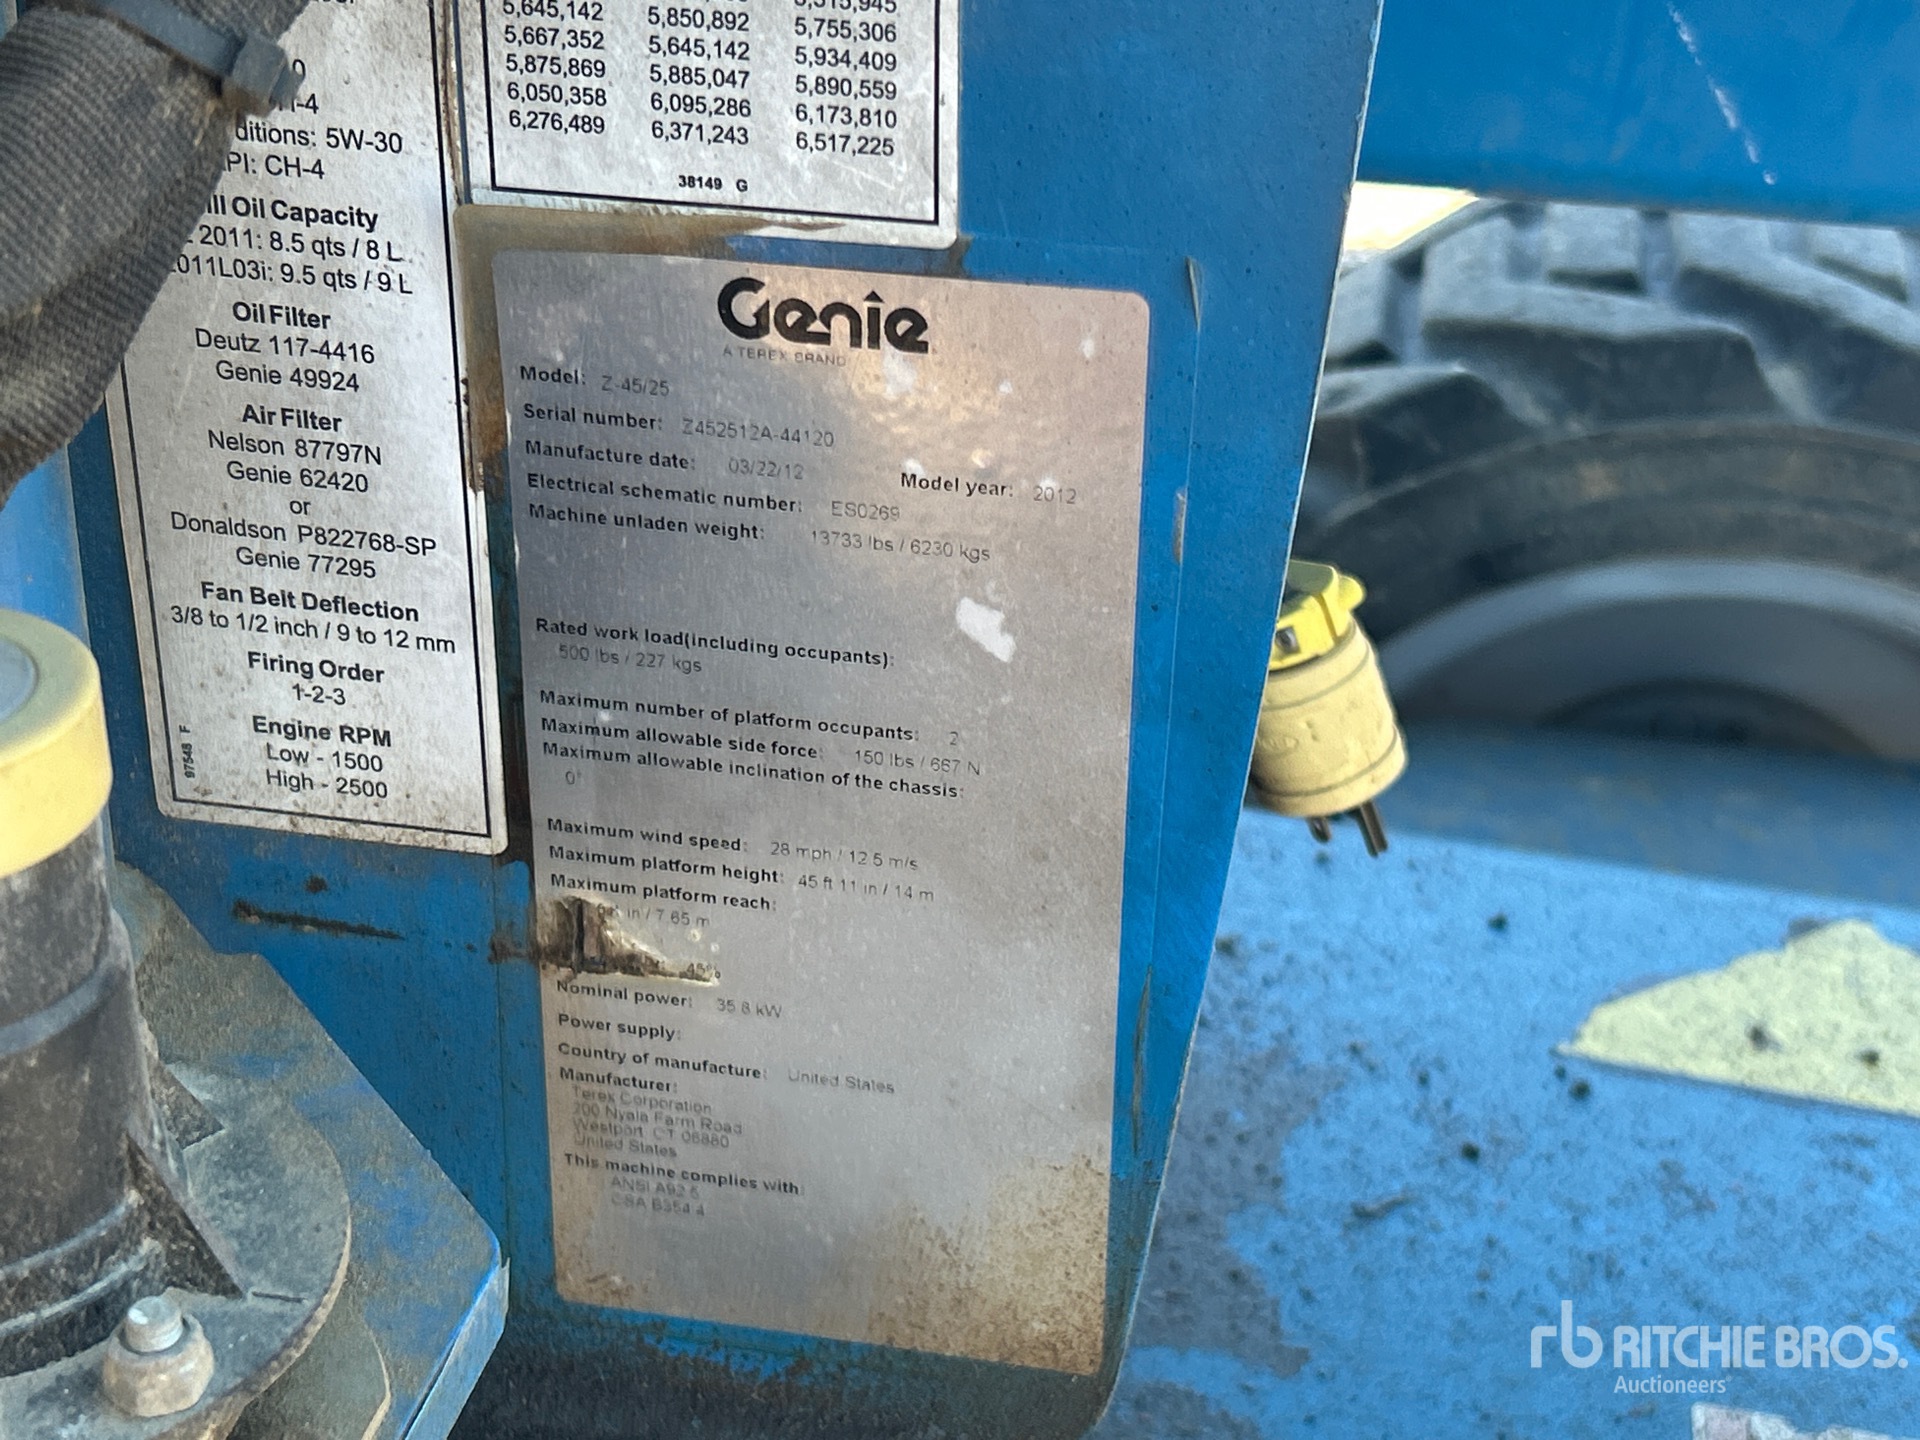 -4
ditions: 5W-30
PI: CH-4
ill Oil Capacity
2011: 8.5 qts / 8 L
2011L03i: 9.5 qts / 9 L
Oil Filter
Deutz 117-4416
Genie 49924
Air Filter
Nelson 87797N
Genie 62420
or
Donaldson P822768-SP
Genie 77295
Fan Belt Deflection
3/8 to 1/2 inch / 9 to 12 mm
Firing Order
1-2-3
Engine RPM
Low - 1500
High - 2500
97548 F
5,645,142 5,850,892 5,755,306
5,667,352 5,645,142 5,934,409
5,875,869 5,885,047 5,890,559
6,050,358 6,095,286 6,173,810
6,276,489 6,371,243 6,517,225
38149 G
Genie
A TEREX BRAND
Model: Z-45/25
Serial number: Z452512A-44120
Manufacture date: 03/22/12 Model year: 2012
Electrical schematic number: ES0269
Machine unladen weight: 13733 lbs / 6230 kgs
Rated work load(including occupants):
500 lbs / 227 kgs
Maximum number of platform occupants: 2
Maximum allowable side force: 150 lbs / 667 N
Maximum allowable inclination of the chassis:
0°
Maximum wind speed: 28 mph / 12.5 m/s
Maximum platform height: 45 ft 11 in / 14 m
Maximum platform reach:
in / 7.65 m
45%
Nominal power: 35.8 kW
Power supply:
Country of manufacture: United States
Manufacturer:
Terex Corporation
200 Nyala Farm Road
Westport, CT 06880
United States
This machine complies with:
ANSI A92.5
CSA B354.4
rb RITCHIE BROS.
Auctioneers